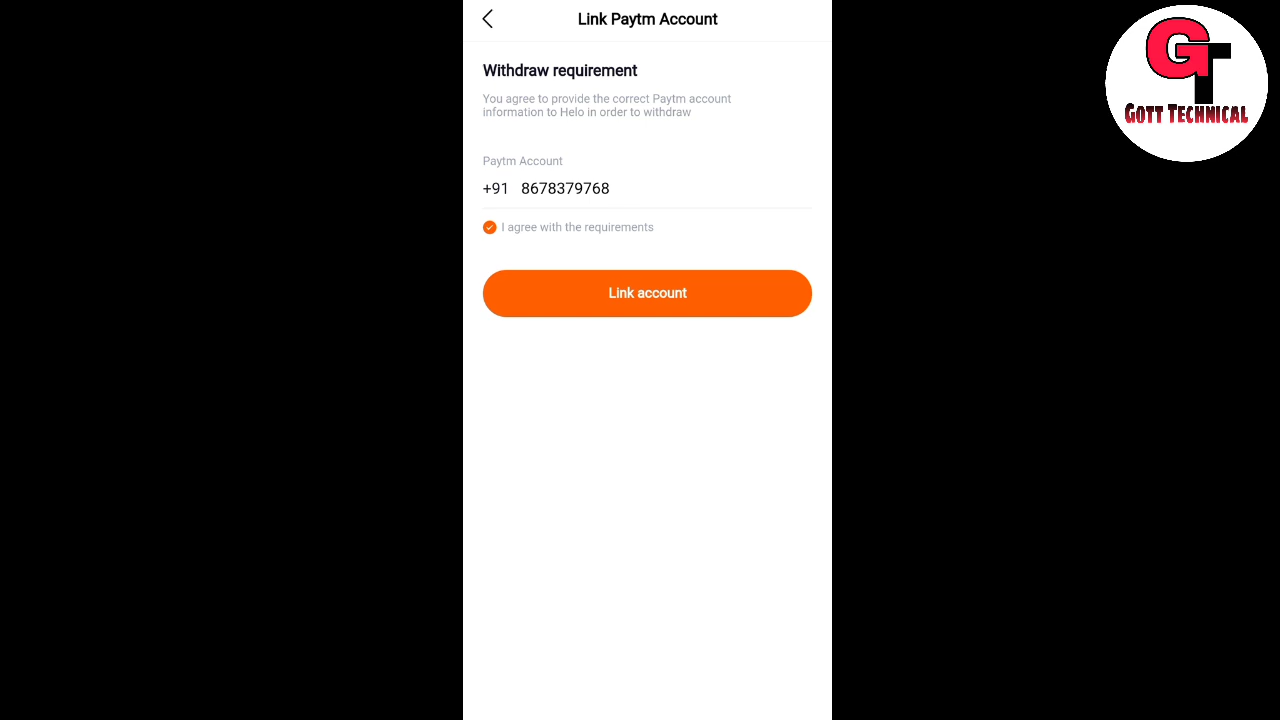 Link Paytm Account
Withdraw requirement
You agree to provide the correct Paytm account
information to Helo in order to withdraw
Paytm Account
+91 8678379768
I agree with the requirements
Link account
GT
GOTT TECHNICAL